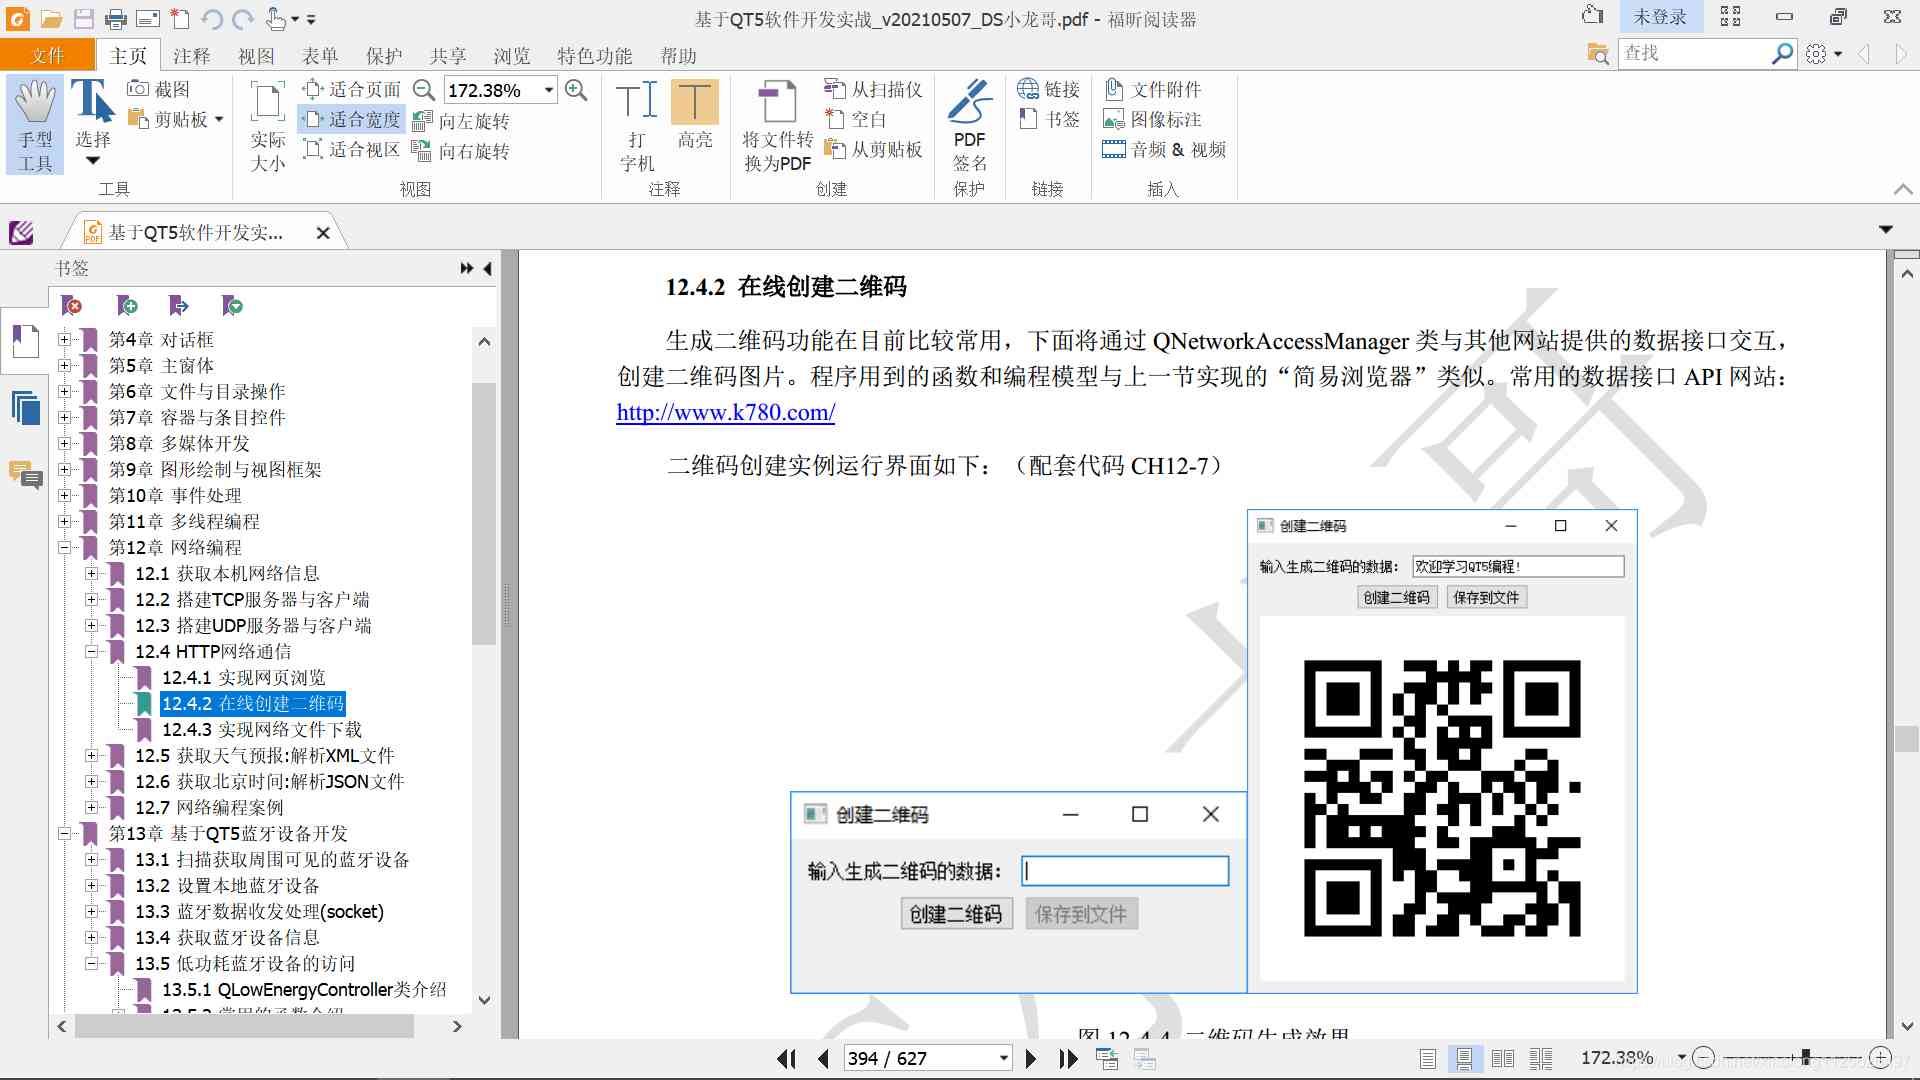 基于QT5软件开发实战_v20210507_DS小龙哥.pdf - 福昕阅读器
未登录
文件 主页 注释 视图 表单 保护 共享 浏览 特色功能 帮助
查找
手型工具
选择
截图
剪贴板
工具
实际大小
适合页面
适合宽度
适合视区
172.38%
向左旋转
向右旋转
视图
打字机
高亮
注释
将文件转换为PDF
从扫描仪
空白
从剪贴板
创建
PDF签名
保护
链接
书签
链接
文件附件
图像标注
音频 & 视频
插入
基于QT5软件开发实...
书签
第4章 对话框
第5章 主窗体
第6章 文件与目录操作
第7章 容器与条目控件
第8章 多媒体开发
第9章 图形绘制与视图框架
第10章 事件处理
第11章 多线程编程
第12章 网络编程
12.1 获取本机网络信息
12.2 搭建TCP服务器与客户端
12.3 搭建UDP服务器与客户端
12.4 HTTP网络通信
12.4.1 实现网页浏览
12.4.2 在线创建二维码
12.4.3 实现网络文件下载
12.5 获取天气预报:解析XML文件
12.6 获取北京时间:解析JSON文件
12.7 网络编程案例
第13章 基于QT5蓝牙设备开发
13.1 扫描获取周围可见的蓝牙设备
13.2 设置本地蓝牙设备
13.3 蓝牙数据收发处理(socket)
13.4 获取蓝牙设备信息
13.5 低功耗蓝牙设备的访问
13.5.1 QLowEnergyController类介绍
12.4.2 在线创建二维码
生成二维码功能在目前比较常用，下面将通过 QNetworkAccessManager 类与其他网站提供的数据接口交互，
创建二维码图片。程序用到的函数和编程模型与上一节实现的“简易浏览器”类似。常用的数据接口 API 网站：
http://www.k780.com/
二维码创建实例运行界面如下：（配套代码 CH12-7）
创建二维码
输入生成二维码的数据： 欢迎学习QT5编程!
创建二维码 保存到文件
创建二维码
输入生成二维码的数据：
创建二维码 保存到文件
图 12.4.4 二维码生成效果
哥
394 / 627
172.38%